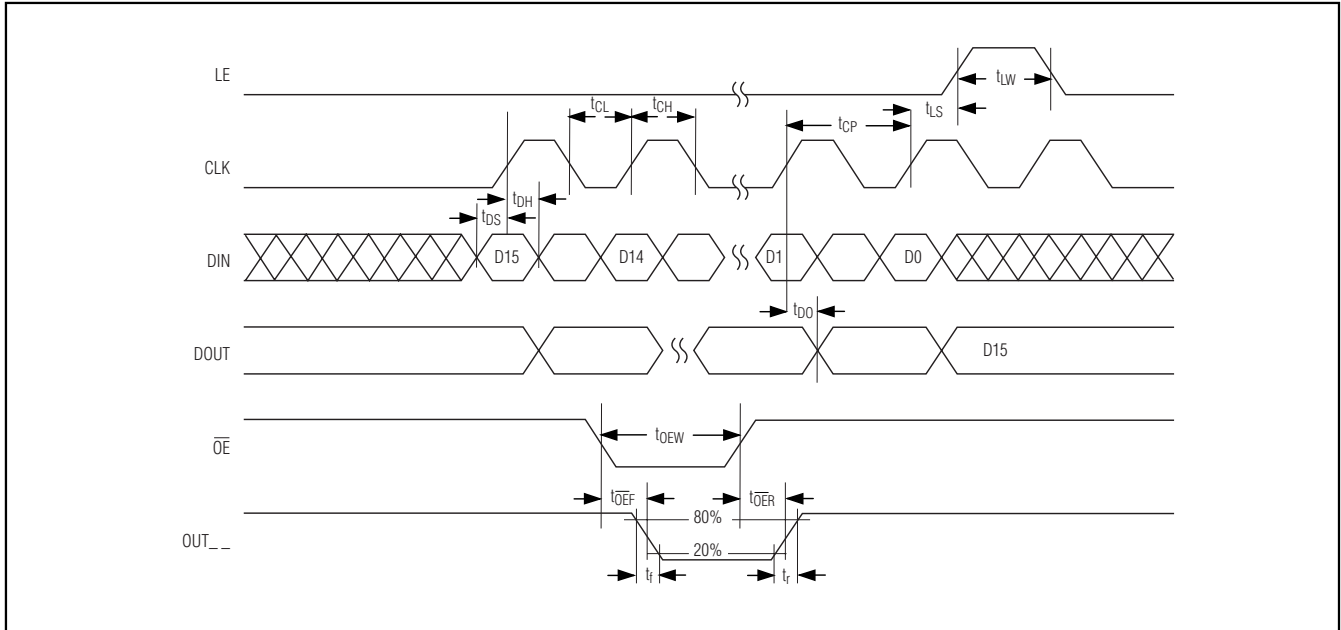 LE
tLW
tLS
tCL
tCH
tCP
CLK
tDH
tDS
DIN
D15
D14
D1
D0
tDO
DOUT
D15
OE
tOEW
tOEF
tOER
80%
OUT_ _
20%
tf
tr